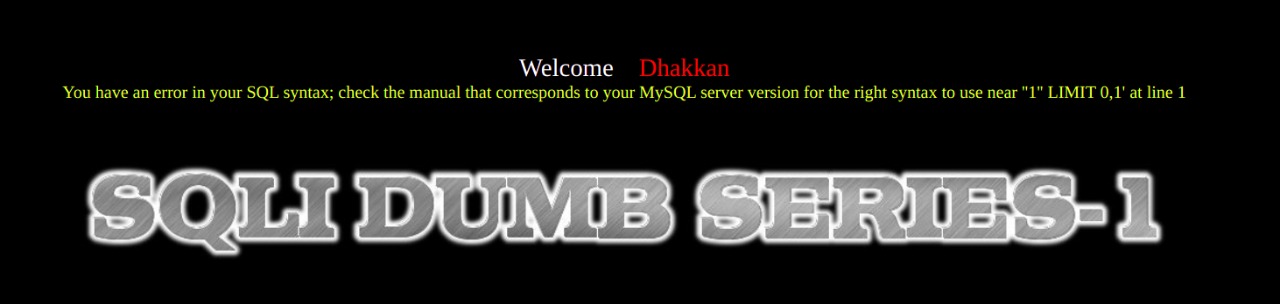 Welcome Dhakkan
You have an error in your SQL syntax; check the manual that corresponds to your MySQL server version for the right syntax to use near ''1'' LIMIT 0,1' at line 1
SQLI DUMB SERIES-1